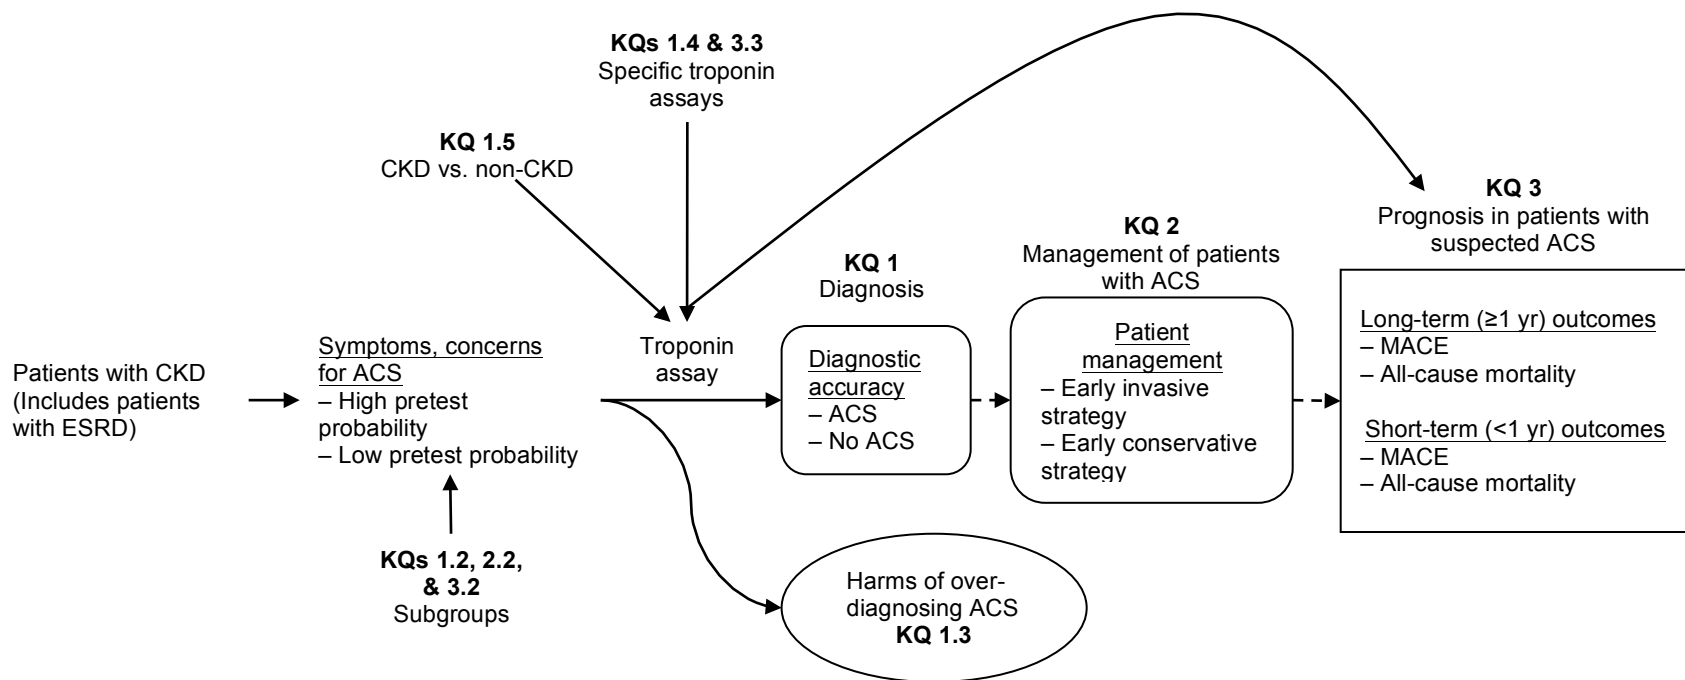 KQs 1.4 & 3.3
Specific troponin
assays
KQ 1.5
CKD vs. non-CKD
KQ 3
Prognosis in patients with
suspected ACS
KQ 2
Management of patients
with ACS
KQ 1
Diagnosis
Patients with CKD
(Includes patients
with ESRD)
Symptoms, concerns
for ACS
– High pretest
probability
– Low pretest probability
Troponin
assay
Diagnostic
accuracy
– ACS
– No ACS
Patient
management
– Early invasive
strategy
– Early conservative
strategy
Long-term (≥1 yr) outcomes
– MACE
– All-cause mortality
Short-term (<1 yr) outcomes
– MACE
– All-cause mortality
KQs 1.2, 2.2,
& 3.2
Subgroups
Harms of over-
diagnosing ACS
KQ 1.3